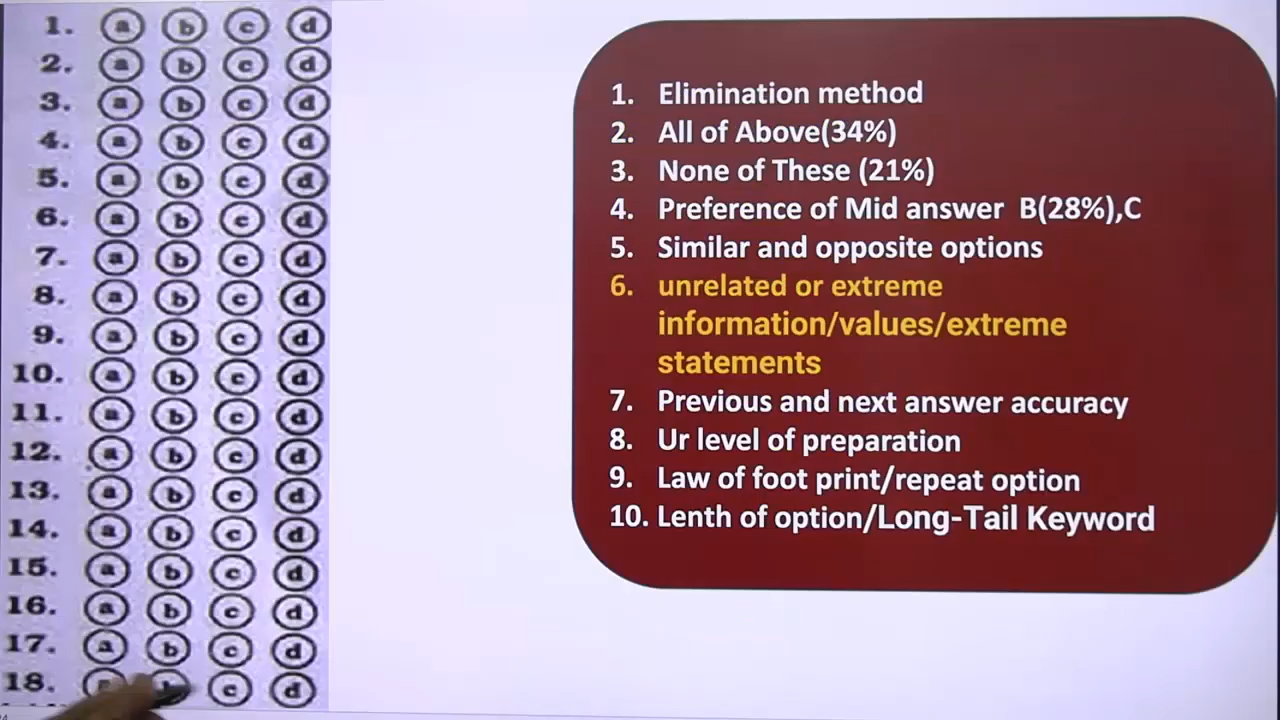 1. a b c d
2. a b c d
3. a b c d
4. a b c d
5. a b c d
6. a b c d
7. a b c d
8. a b c d
9. a b c d
10. a b c d
11. a b c d
12. a b c d
13. a b c d
14. a b c d
15. a b c d
16. a b c d
17. a b c d
18. c d
1. Elimination method
2. All of Above(34%)
3. None of These (21%)
4. Preference of Mid answer B(28%),C
5. Similar and opposite options
6. unrelated or extreme
information/values/extreme
statements
7. Previous and next answer accuracy
8. Ur level of preparation
9. Law of foot print/repeat option
10. Lenth of option/Long-Tail Keyword